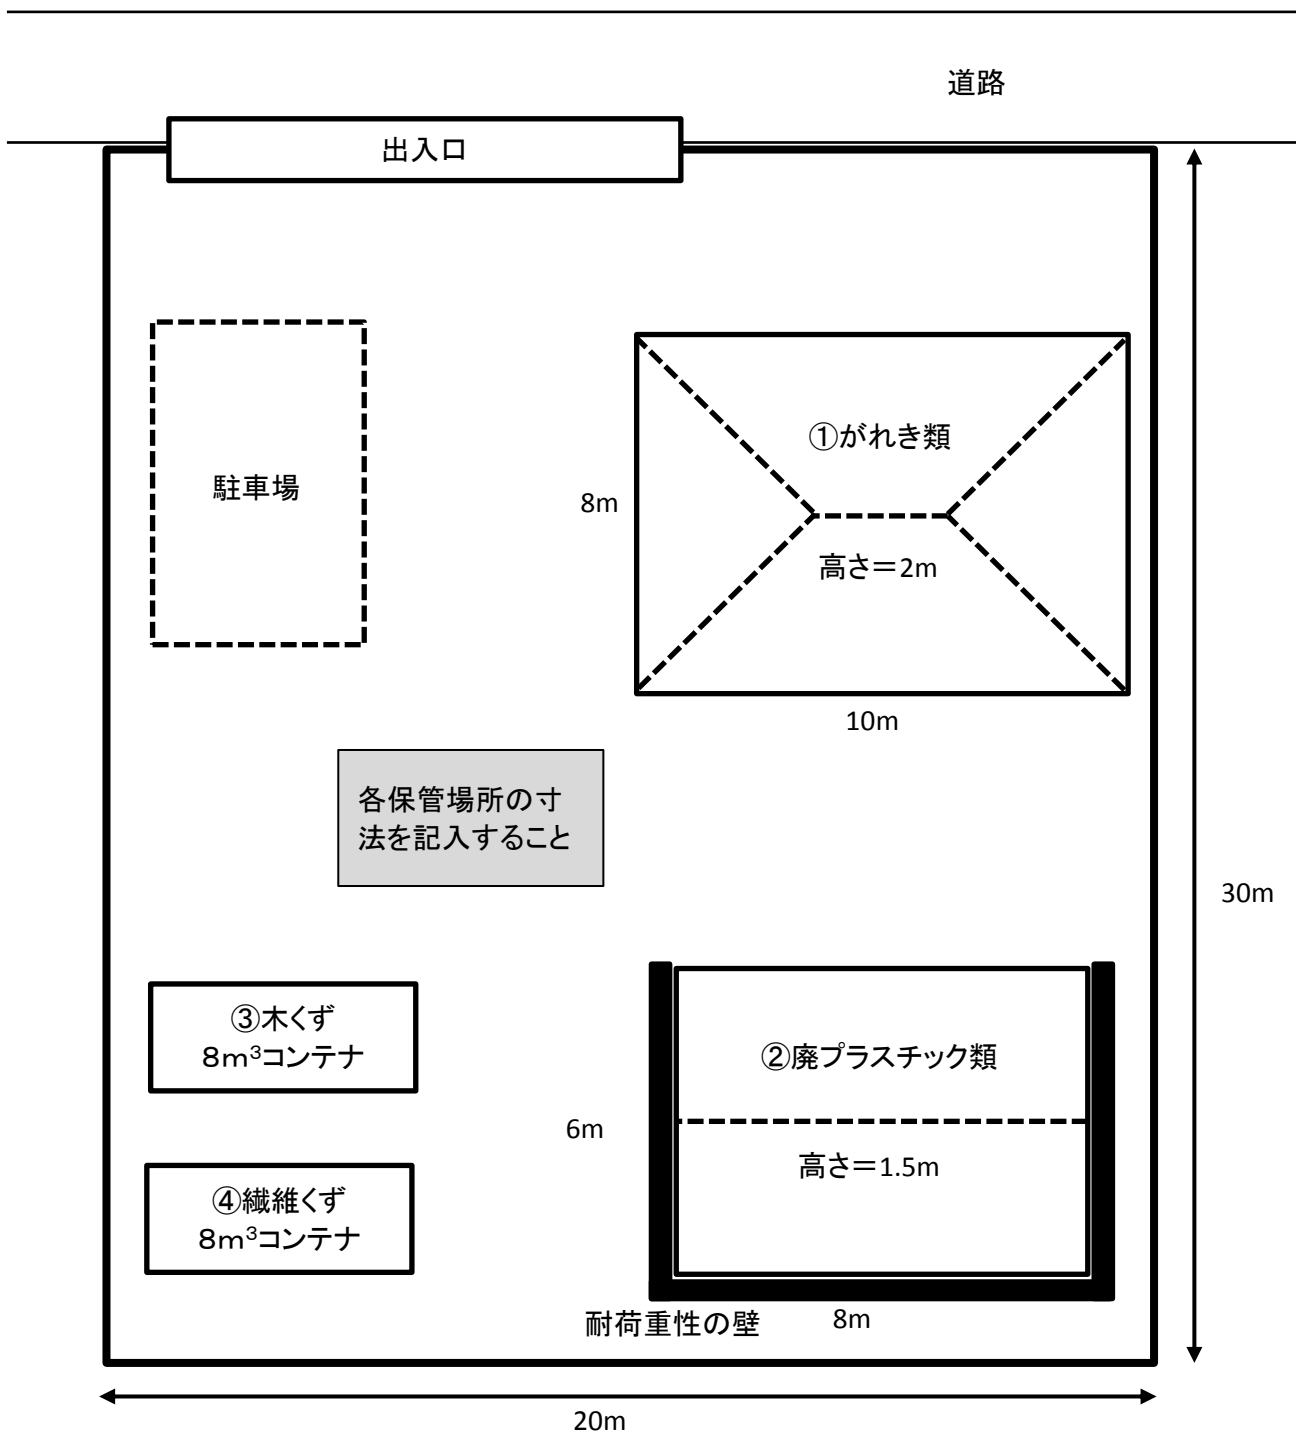 道路
出入口
①がれき類
駐車場
8m
高さ＝2m
10m
各保管場所の寸
法を記入すること
30m
③木くず
８ｍ³コンテナ
②廃プラスチック類
6m
高さ＝1.5m
④繊維くず
８ｍ³コンテナ
耐荷重性の壁
8m
20m